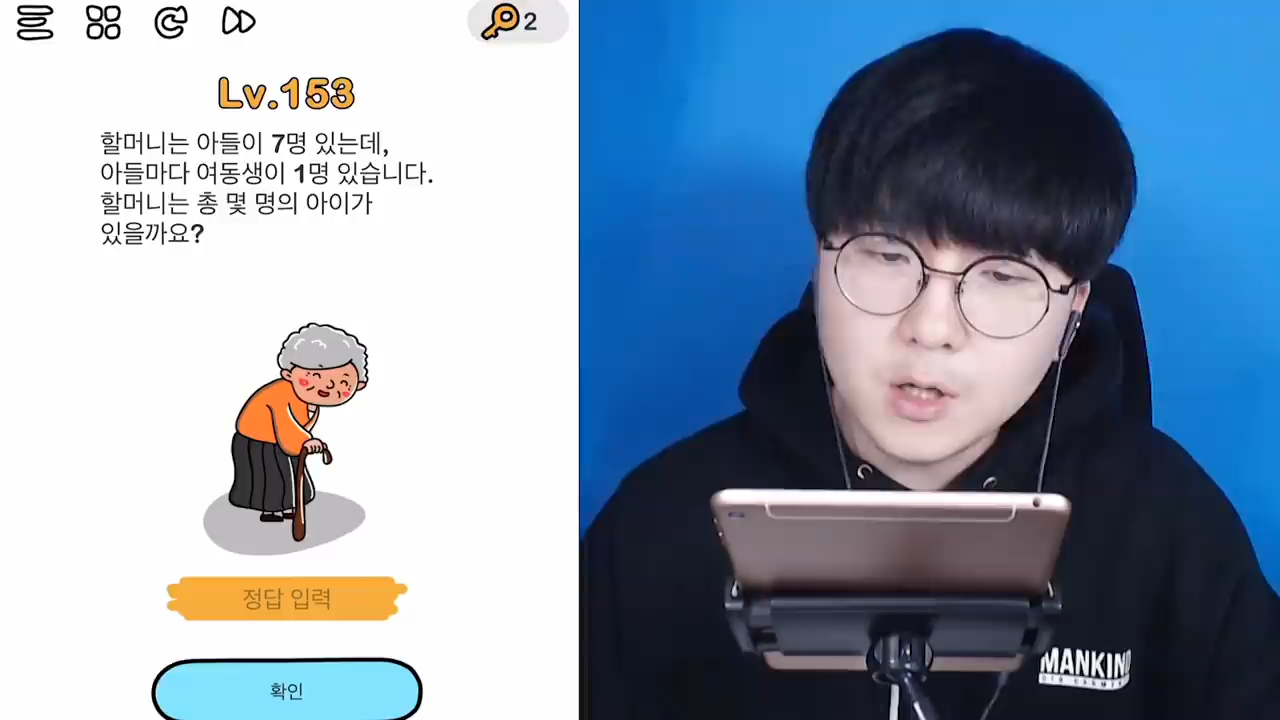 2
Lv.153
할머니는 아들이 7명 있는데,
아들마다 여동생이 1명 있습니다.
할머니는 총 몇 명의 아이가
있을까요?
정답 입력
확인
MANKIND